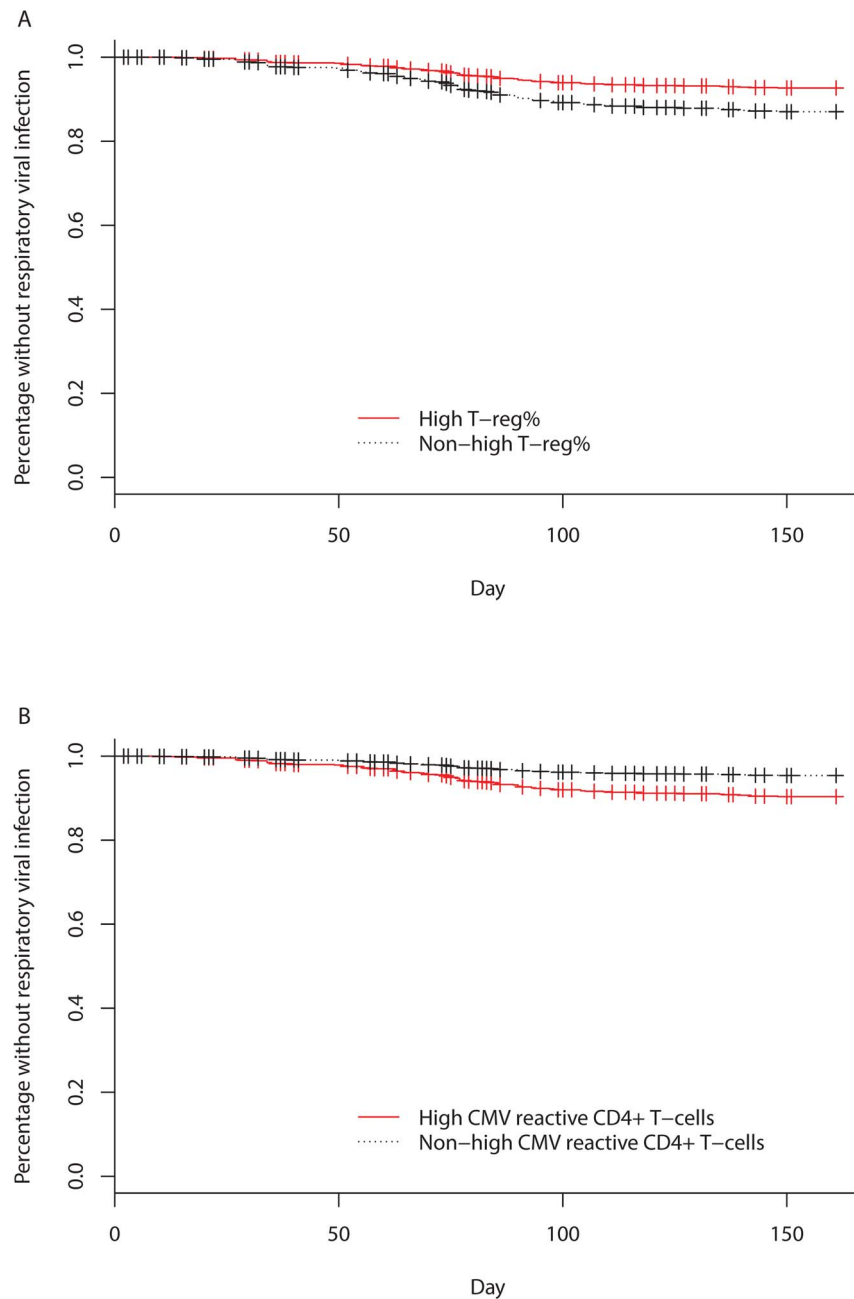 A
Percentage without respiratory viral infection
1.0
0.8
0.6
0.4
0.2
0.0
High T−reg%
Non−high T−reg%
0 50 100 150
Day
B
Percentage without respiratory viral infection
1.0
0.8
0.6
0.4
0.2
0.0
High CMV reactive CD4+ T−cells
Non−high CMV reactive CD4+ T−cells
0 50 100 150
Day